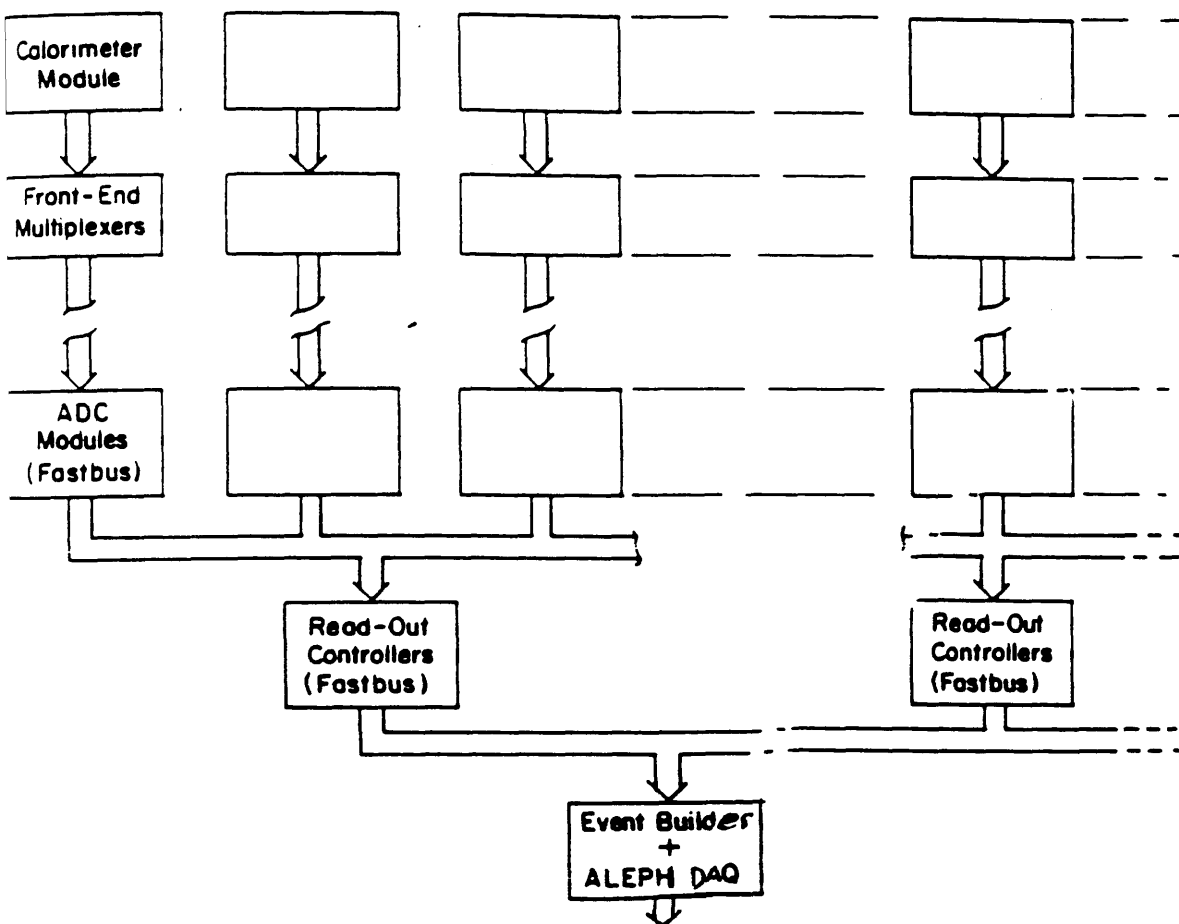 Calorimeter
Module
Front-End
Multiplexers
ADC
Modules
(Fastbus)
Read-Out
Controllers
(Fastbus)
Read-Out
Controllers
(Fastbus)
Event Builder
+
ALEPH DAQ